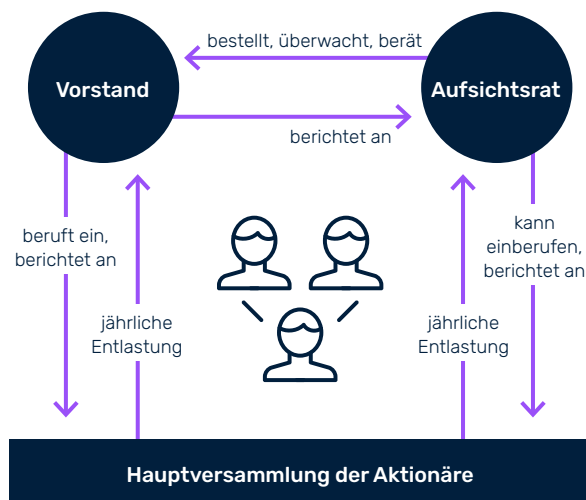 bestellt, überwacht, berät
Vorstand
Aufsichtsrat
berichtet an
beruft ein,
berichtet an
kann
einberufen,
berichtet an
jährliche
Entlastung
jährliche
Entlastung
Hauptversammlung der Aktionäre